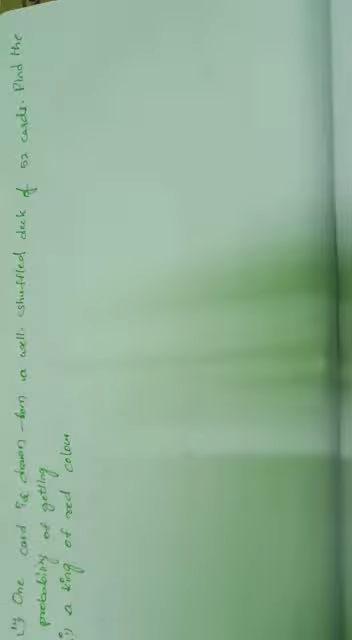 1) One card is drawn from a well-shuffled deck of 52 cards. Find the
probability of getting
i) a king of red colour